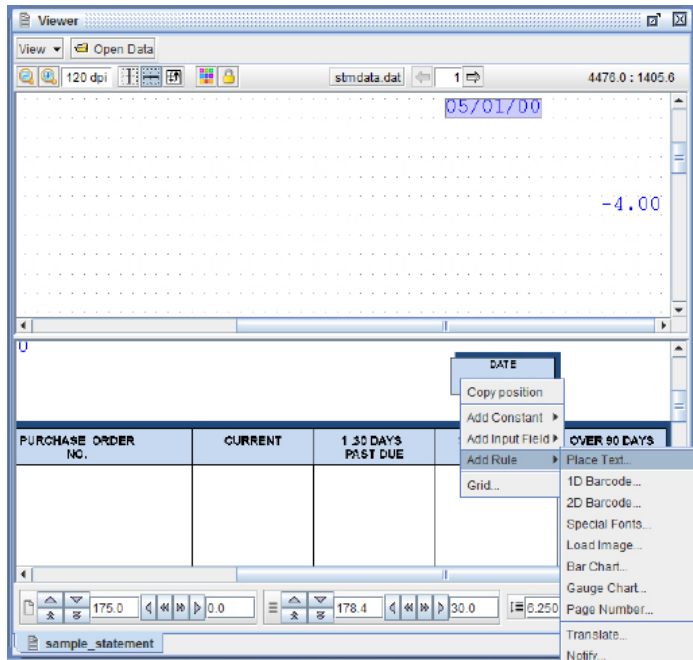 Viewer
View Open Data
120 dpi stmdata.dat 1 4476.0 : 1405.6
05/01/00
-4.00
DATE
Copy position
Add Constant
PURCHASE ORDER NO. CURRENT 1 .30 DAYS PAST DUE Add Input Field OVER 90 DAYS
Add Rule Place Text...
Grid... 1D Barcode...
2D Barcode...
Special Fonts...
Load Image...
Bar Chart...
Gauge Chart...
175.0 0.0 178.4 30.0 6.250 Page Number...
Translate...
sample_statement Notify...